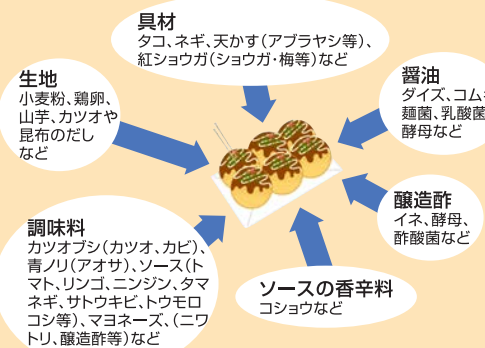 具材
タコ、ネギ、天かす(アブラヤシ等)、
紅ショウガ(ショウガ・梅等)など
生地
小麦粉、鶏卵、
山芋、カツオや
昆布のだし
など
醤油
ダイズ、コムギ
麹菌、乳酸菌
酵母など
醸造酢
イネ、酵母、
酢酸菌など
調味料
カツオブシ(カツオ、カビ)、
青ノリ(アオサ)、ソース(ト
マト、リンゴ、ニンジン、タマ
ネギ、サトウキビ、トウモロ
コシ等)、マヨネーズ、(ニワ
トリ、醸造酢等)など
ソースの香辛料
コショウなど